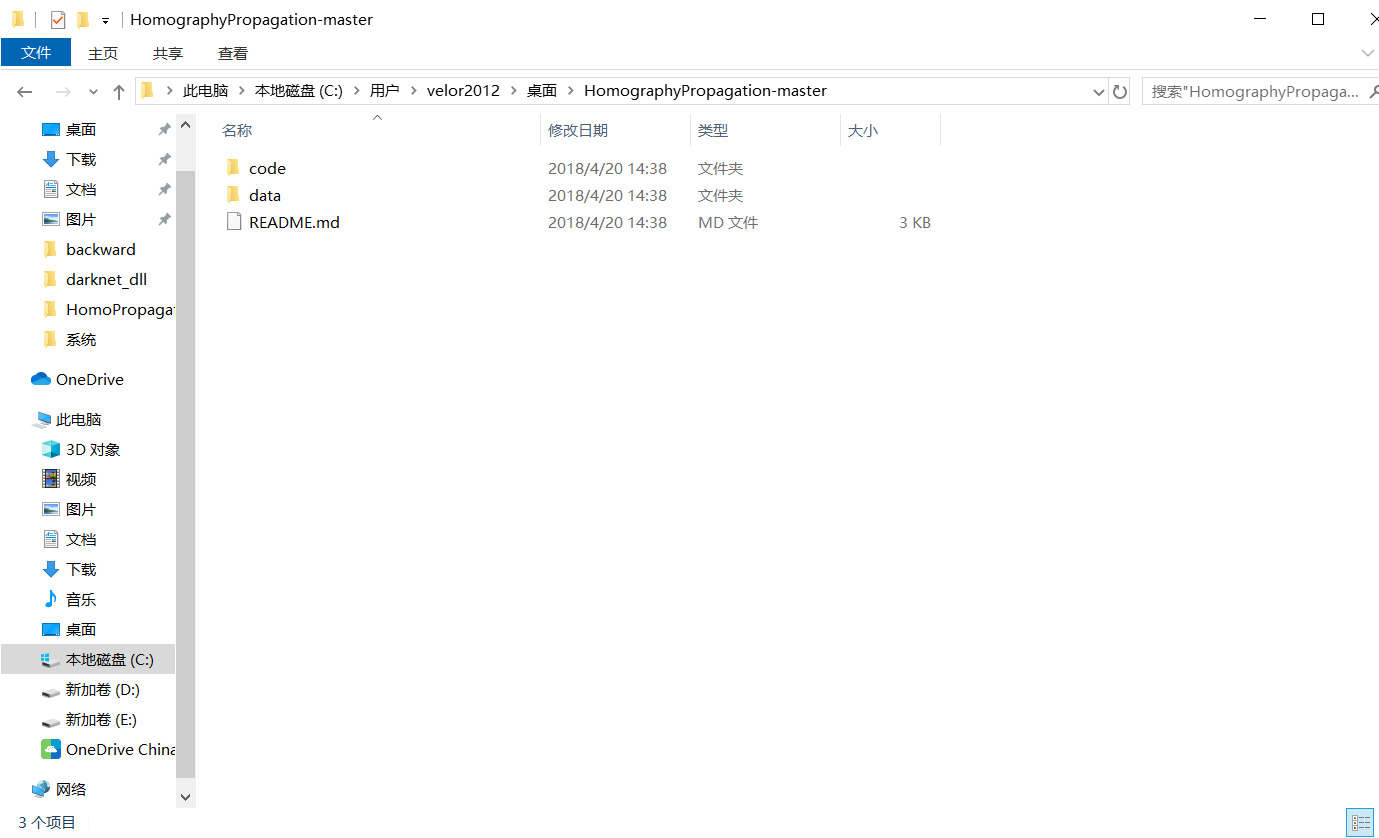 HomographyPropagation-master
文件 主页 共享 查看
此电脑 本地磁盘 (C:) 用户 velor2012 桌面 HomographyPropagation-master
搜索"HomographyPropaga...
桌面
下载
文档
图片
backward
darknet_dll
HomoPropagat
系统
OneDrive
此电脑
3D 对象
视频
图片
文档
下载
音乐
桌面
本地磁盘 (C:)
新加卷 (D:)
新加卷 (E:)
OneDrive China
网络
名称 修改日期 类型 大小
code 2018/4/20 14:38 文件夹
data 2018/4/20 14:38 文件夹
README.md 2018/4/20 14:38 MD 文件 3 KB
3 个项目